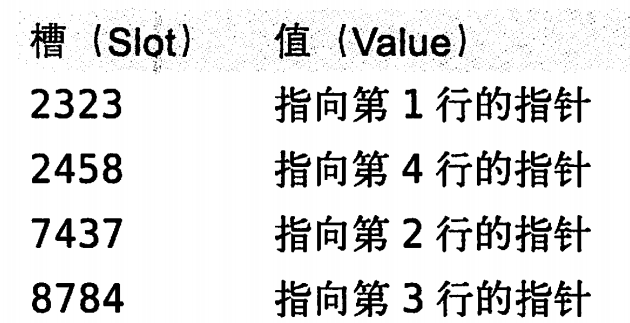 槽（Slot） 值（Value）
2323 指向第 1 行的指针
2458 指向第 4 行的指针
7437 指向第 2 行的指针
8784 指向第 3 行的指针